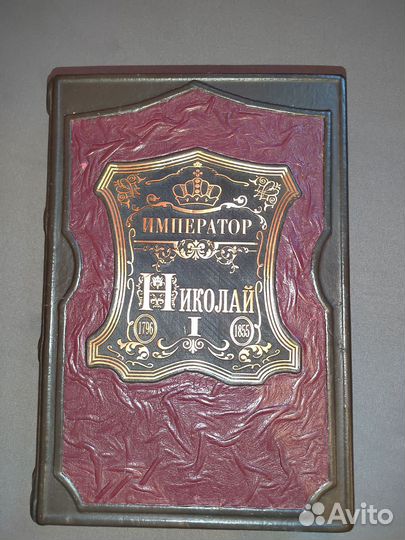 ИМПЕРАТОР
НИКОЛАЙ
I
1796 1855
Avito